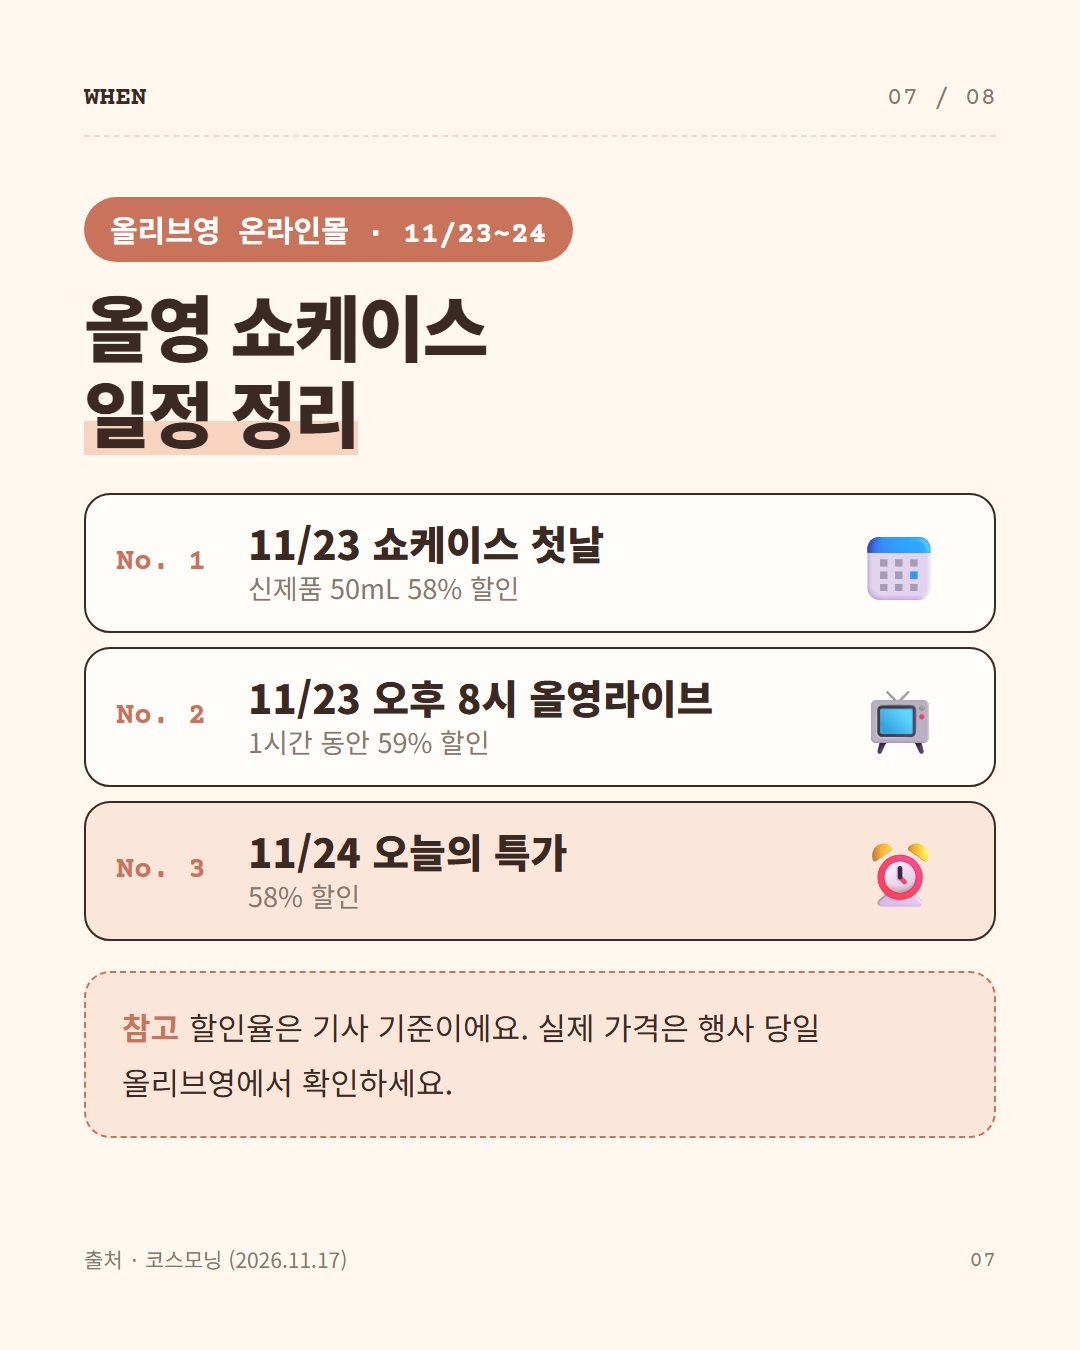 WHEN
07 / 08
올리브영 온라인몰 · 11/23~24
올영 쇼케이스
일정 정리
No. 1
11/23 쇼케이스 첫날
신제품 50mL 58% 할인
No. 2
11/23 오후 8시 올영라이브
1시간 동안 59% 할인
No. 3
11/24 오늘의 특가
58% 할인
참고 할인율은 기사 기준이에요. 실제 가격은 행사 당일
올리브영에서 확인하세요.
출처 · 코스모닝 (2026.11.17)
07